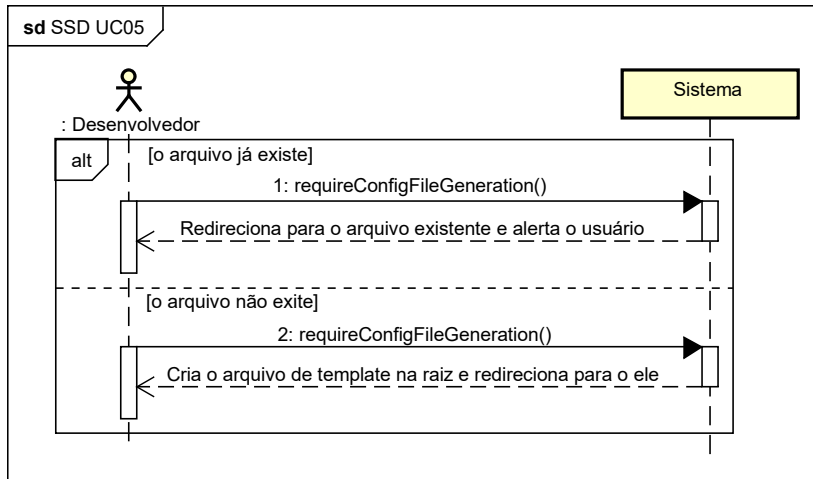 sd SSD UC05
Sistema
: Desenvolvedor
alt
[o arquivo já existe]
1: requireConfigFileGeneration()
Redireciona para o arquivo existente e alerta o usuário
[o arquivo não exite]
2: requireConfigFileGeneration()
Cria o arquivo de template na raiz e redireciona para o ele